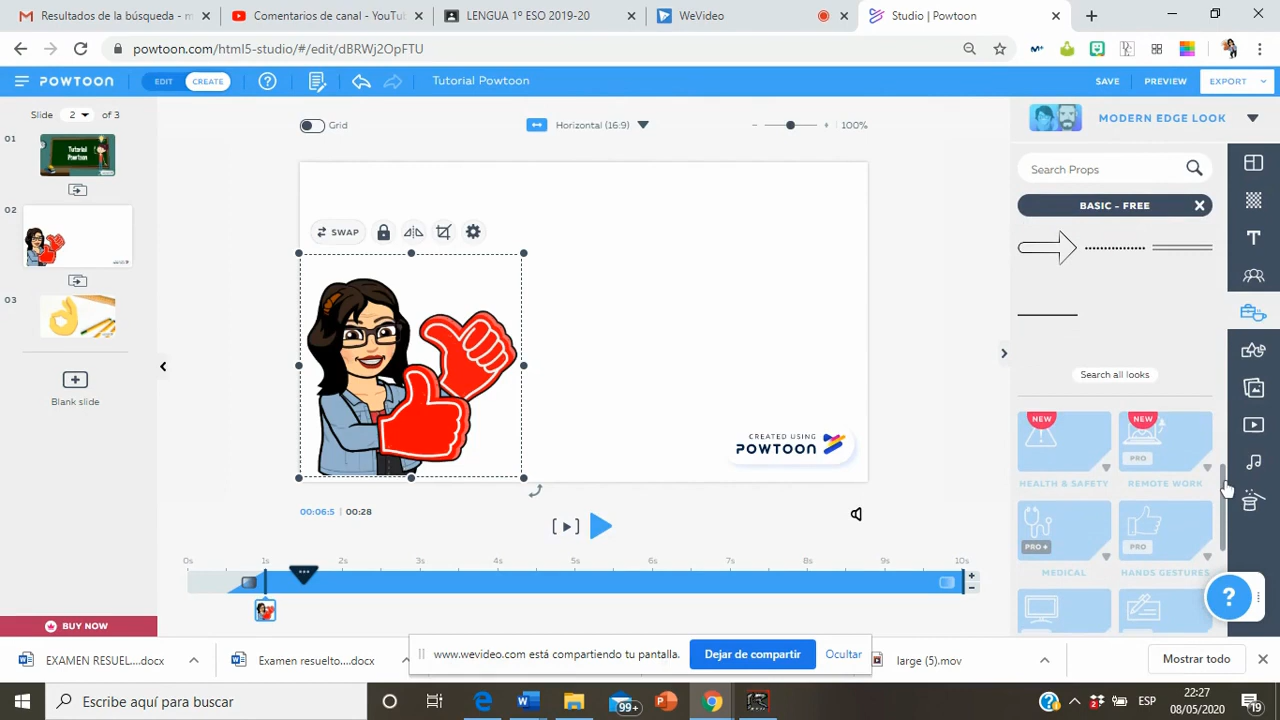 Resultados de la búsqueda - m
Comentarios de canal - YouTu
LENGUA 1º ESO 2019-20
WeVideo
Studio | Powtoon
powtoon.com/html5-studio/#/edit/dBRWj2OpFTU
POWTOON
EDIT
CREATE
Tutorial Powtoon
SAVE
PREVIEW
EXPORT
Slide 2 of 3
Grid
Horizontal (16:9)
100%
MODERN EDGE LOOK
01
Tutorial
Powtoon
Search Props
BASIC - FREE
02
SWAP
03
Search all looks
Blank slide
NEW
NEW
PRO
HEALTH & SAFETY
REMOTE WORK
CREATED USING
POWTOON
00:06:5 | 00:28
PRO +
PRO
MEDICAL
HANDS GESTURES
0s
1s
2s
3s
4s
5s
6s
7s
8s
9s
10s
BUY NOW
EXAMEN RESUEL....docx
Examen resuelto....docx
www.wevideo.com está compartiendo tu pantalla.
Dejar de compartir
Ocultar
large (5).mov
Mostrar todo
Escribe aquí para buscar
99+
ESP
22:27
08/05/2020
19